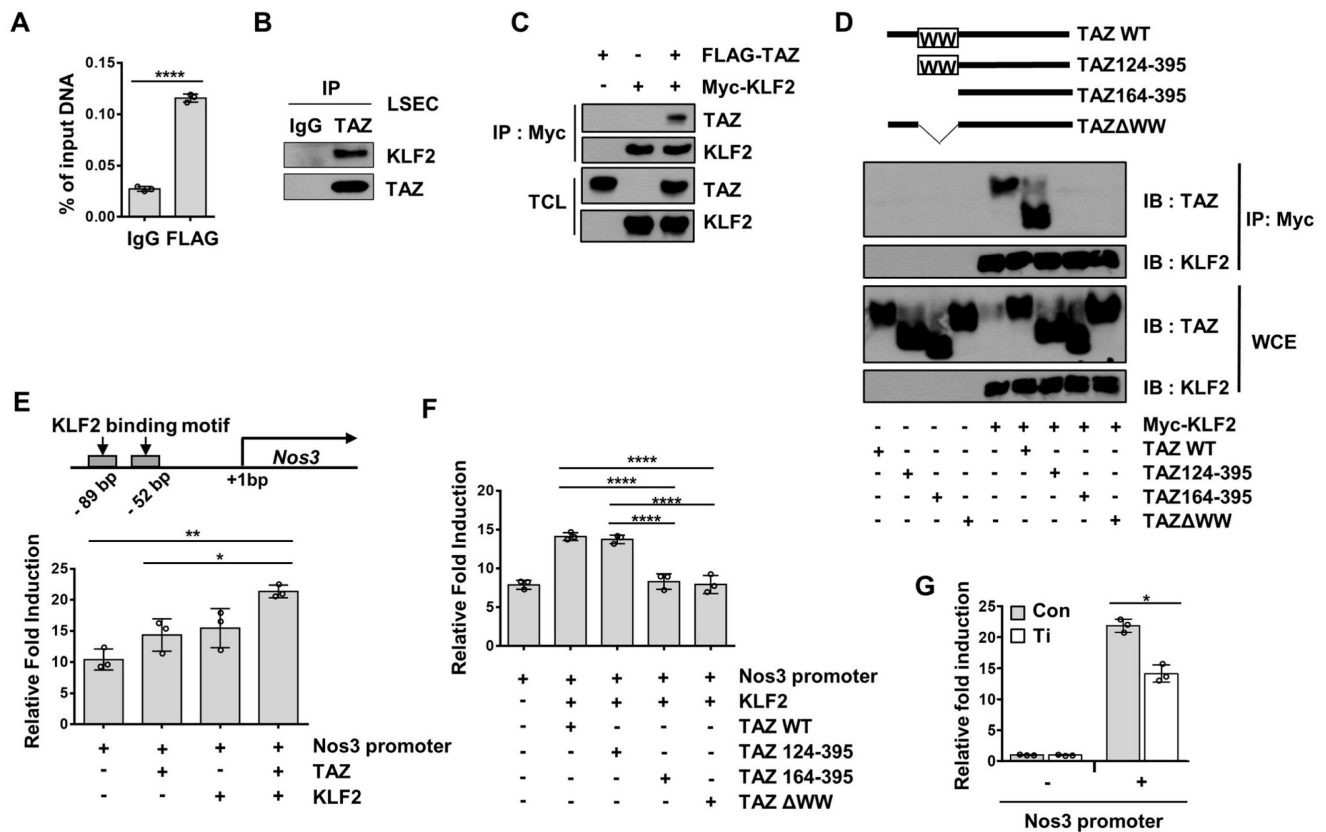 A
% of input DNA
0.15
0.10
0.05
0.00
****
IgG FLAG
B
IP
LSEC
IgG TAZ
KLF2
TAZ
C
+ - + FLAG-TAZ
- + + Myc-KLF2
IP : Myc
TAZ
KLF2
TCL
TAZ
KLF2
D
WW TAZ WT
WW TAZ124-395
TAZ164-395
TAZΔWW
IB : TAZ
IP: Myc
IB : KLF2
IB : TAZ
WCE
IB : KLF2
- - - - + + + + + Myc-KLF2
+ - - - - + - - - TAZ WT
- + - - - - + - - TAZ124-395
- - + - - - - + - TAZ164-395
- - - + - - - - + TAZΔWW
E
KLF2 binding motif
Nos3
- 89 bp
- 52 bp
+1bp
**
*
Relative Fold Induction
25
20
15
10
5
0
+ + + + Nos3 promoter
- + - + TAZ
- - + + KLF2
F
****
****
****
****
Relative Fold Induction
20
15
10
5
0
+ + + + + Nos3 promoter
- + + + + KLF2
- + - - - TAZ WT
- - + - - TAZ 124-395
- - - + - TAZ 164-395
- - - - + TAZ ΔWW
G
Con
Ti
*
Relative fold induction
25
20
15
10
5
0
- +
Nos3 promoter